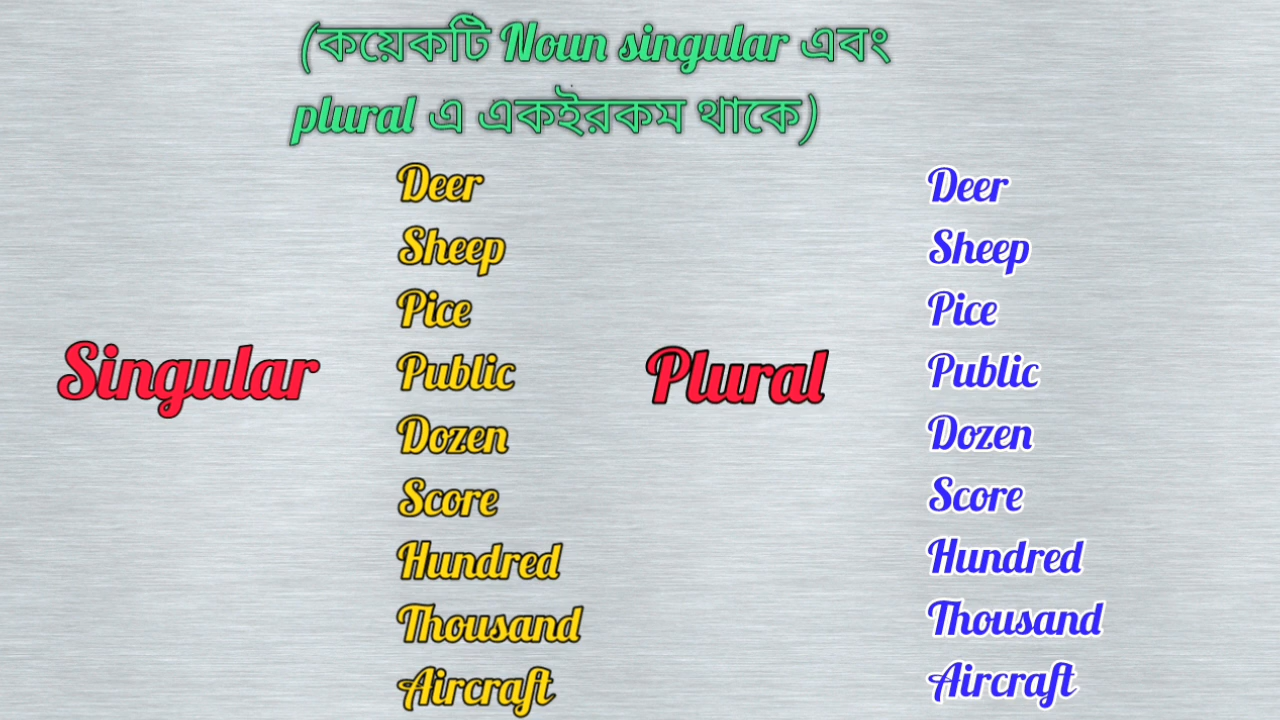 (কয়েকটি Noun singular এবং
plural এ একইরকম থাকে)
Singular
Deer
Sheep
Pice
Public
Dozen
Score
Hundred
Thousand
Aircraft
Plural
Deer
Sheep
Pice
Public
Dozen
Score
Hundred
Thousand
Aircraft